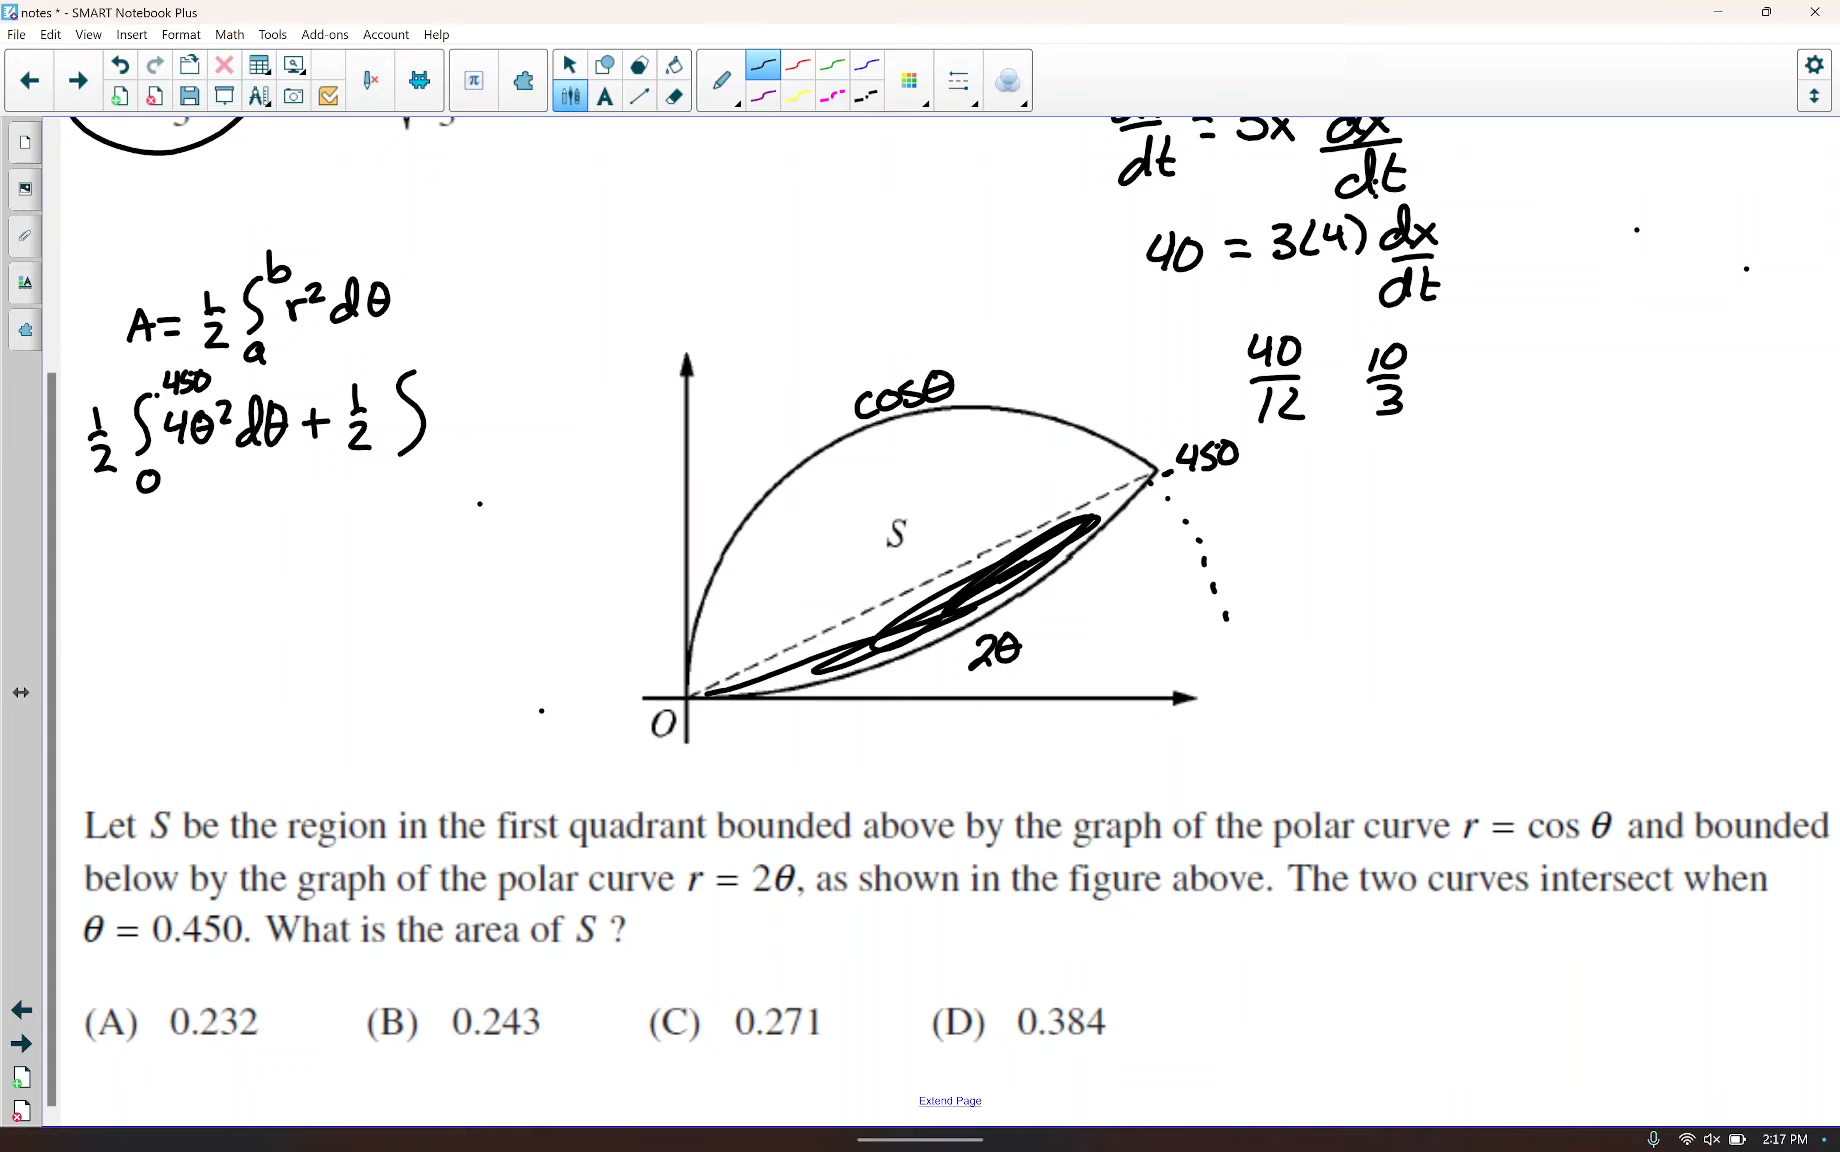 notes * - SMART Notebook Plus
File Edit View Insert Format Math Tools Add-ons Account Help
dt = 3x dx/dt
40 = 3(4) dx/dt
A = 1/2 ∫_a^b r² dθ
40/12 10/3
1/2 ∫_0^.450 4θ² dθ + 1/2 ∫
cosθ
.450
S
2θ
O
Let S be the region in the first quadrant bounded above by the graph of the polar curve r = cos θ and bounded
below by the graph of the polar curve r = 2θ, as shown in the figure above. The two curves intersect when
θ = 0.450. What is the area of S ?
(A) 0.232 (B) 0.243 (C) 0.271 (D) 0.384
Extend Page
2:17 PM